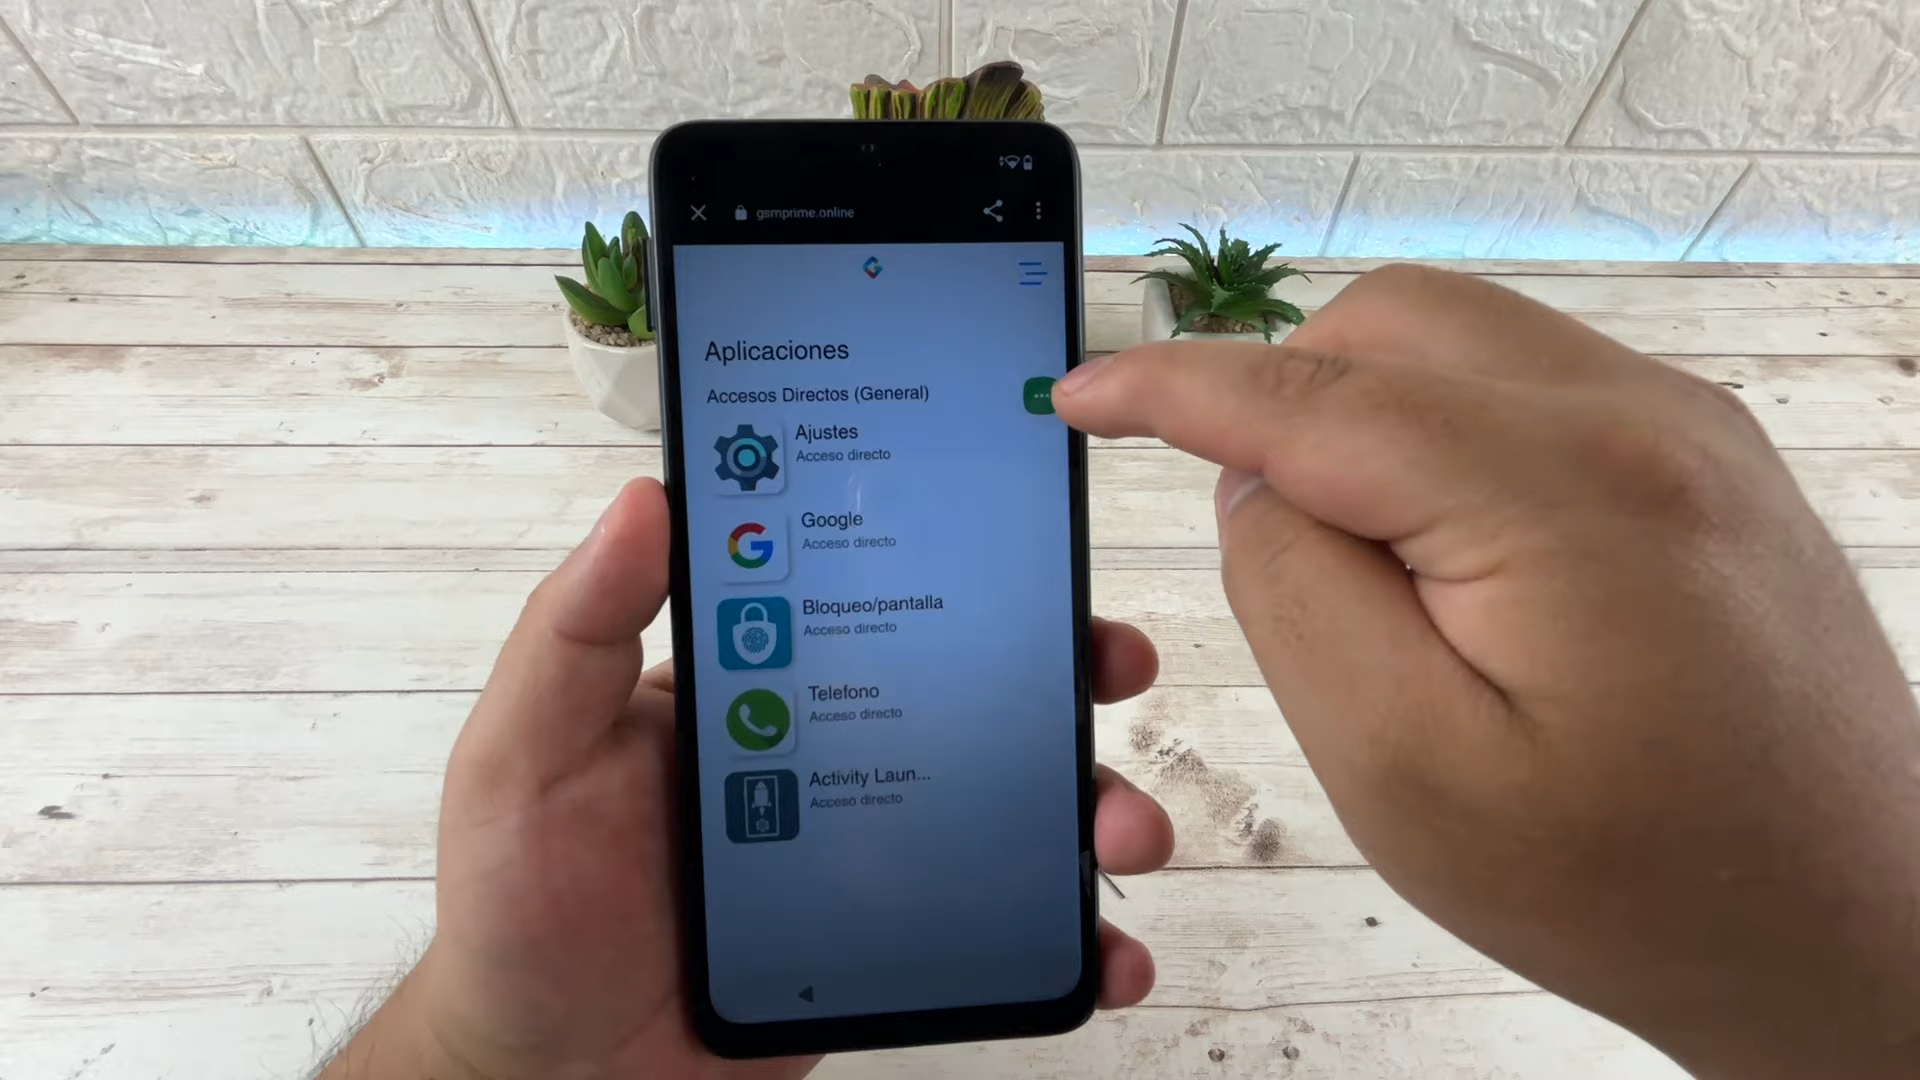 gsmprime.online
Aplicaciones
Accesos Directos (General)
Ajustes
Acceso directo
Google
Acceso directo
Bloqueo/pantalla
Acceso directo
Telefono
Acceso directo
Activity Laun...
Acceso directo